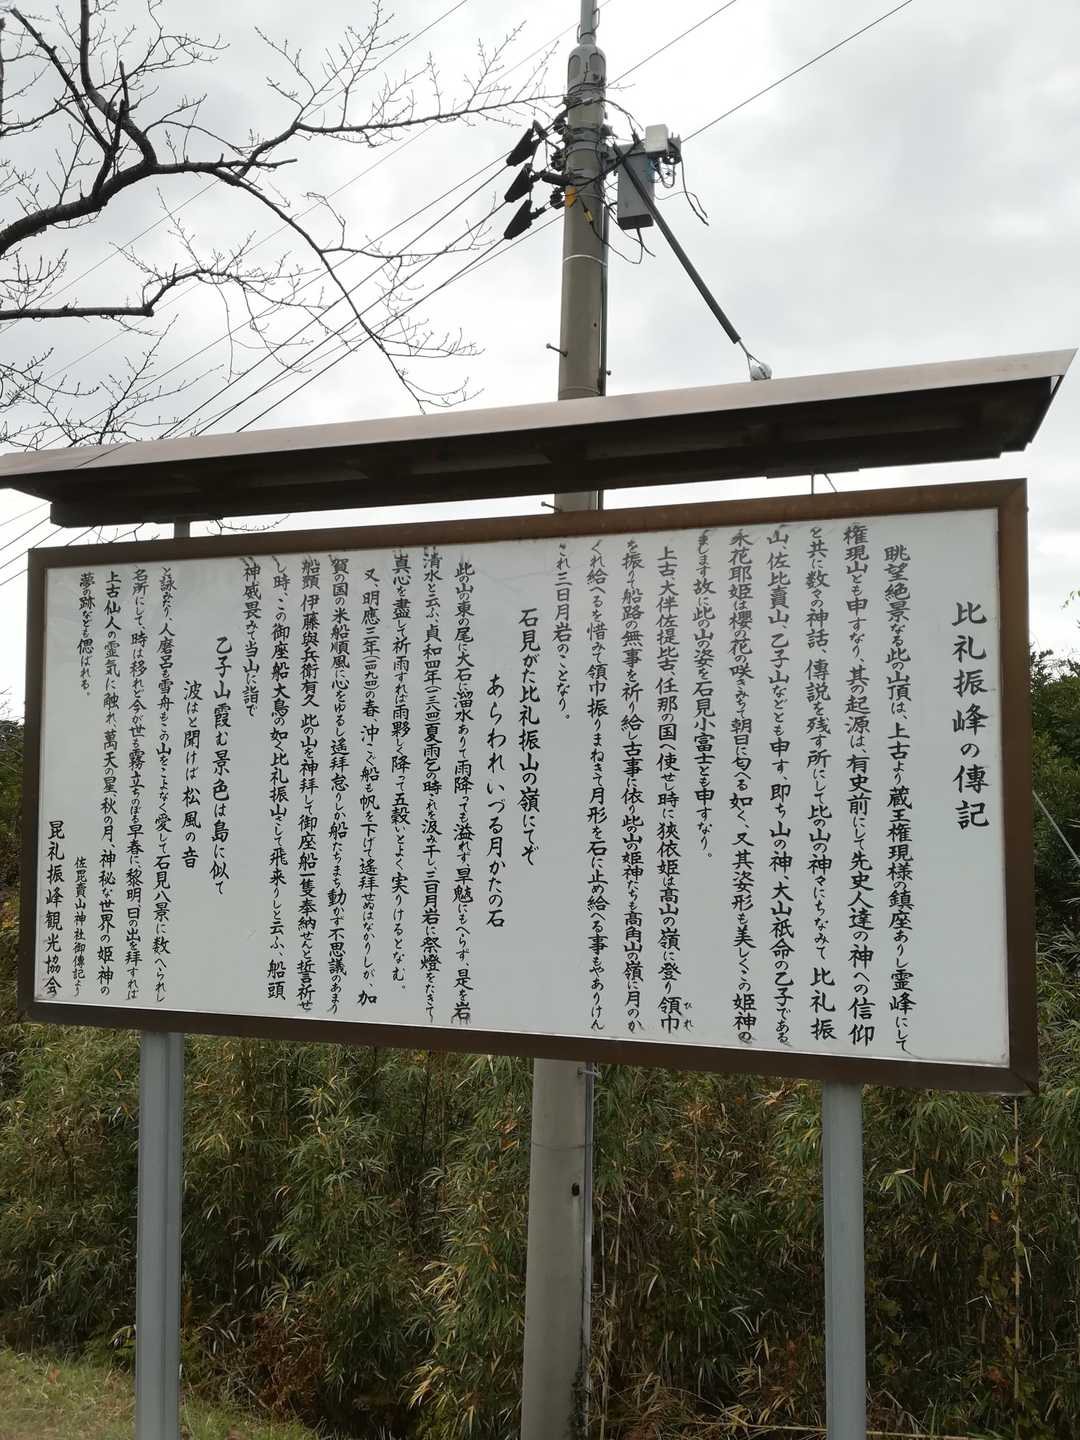 比礼振峰の傳記
眺望絶景なる此の山頂は、上古より蔵王権現様の鎮座ありし霊峰にして
権現山とも申すなり、其の起源は、有史前にして先史人達の神への信仰
と共に数々の神話、傳説を残す所にして此の山の神々にちなみて比礼振
山、佐比賣山、乙子山などとも申す、即ち山の神、大山祇命の乙子である
永花耶姫は櫻の花の咲くみちて朝日に匂へる如く、又其姿形も美しくこの姫神の
ましします故に此の山の姿を石見小富士とも申すなり。
上古大伴佐提比古、任那の国へ使せし時に狭依姫は高山の嶺に登り領巾
ひれ
を振りて船路の無事を祈り給し古事に依り此の山の姫神たちも高角山の嶺に月のか
くれ給へるを惜みて領巾振りまねきて月形を石に止め給へる事もやありけん
これ三日月岩のことなり。
石見がた比礼振山の嶺にてぞ
あらわれいづる月かたの石
此の山の東の尾に大石に溜水ありて雨降っても溢れず、旱魃にもへらず、是を岩
清水と云ふ、貞和四年(一三四八)夏雨乞の時、これを汲み干し、三日月岩に祭燈をたきて
真心を盡して祈雨すれば雨夥しく降って五穀いとよく実りけるとなむ。
又、明應三年(一四九四)の春、沖こぐ船も帆を下げて遙拝せぬはなかりしが、加
賀の国の米船順風に心をゆるし遙拝怠りしか船たちまち動かず不思議のあまり
船頭、伊藤與兵衛有久、此の山を神拝して御座船一隻奉納せんと誓言祈せ
し時、この御座船大鳥の如く比礼振山さして飛来りしと云ふ、船頭
神威畏みて当山に詣で
乙子山霞む景色は島に似て
波はと聞けば松風の音
と詠みたり、人磨呂も雪舟もこの山をこよなく愛して石見八景に数へられし
名所にして、時は移れど今が世も霧立ちのぼる早春に黎明日の出を拝すれば
上古仙人の霊気に触れ、萬天の星、秋の月、神秘な世界の姫神の
夢の跡なども偲ばれる。
佐毘賣山神社御傳記より
昆礼振峰観光協会